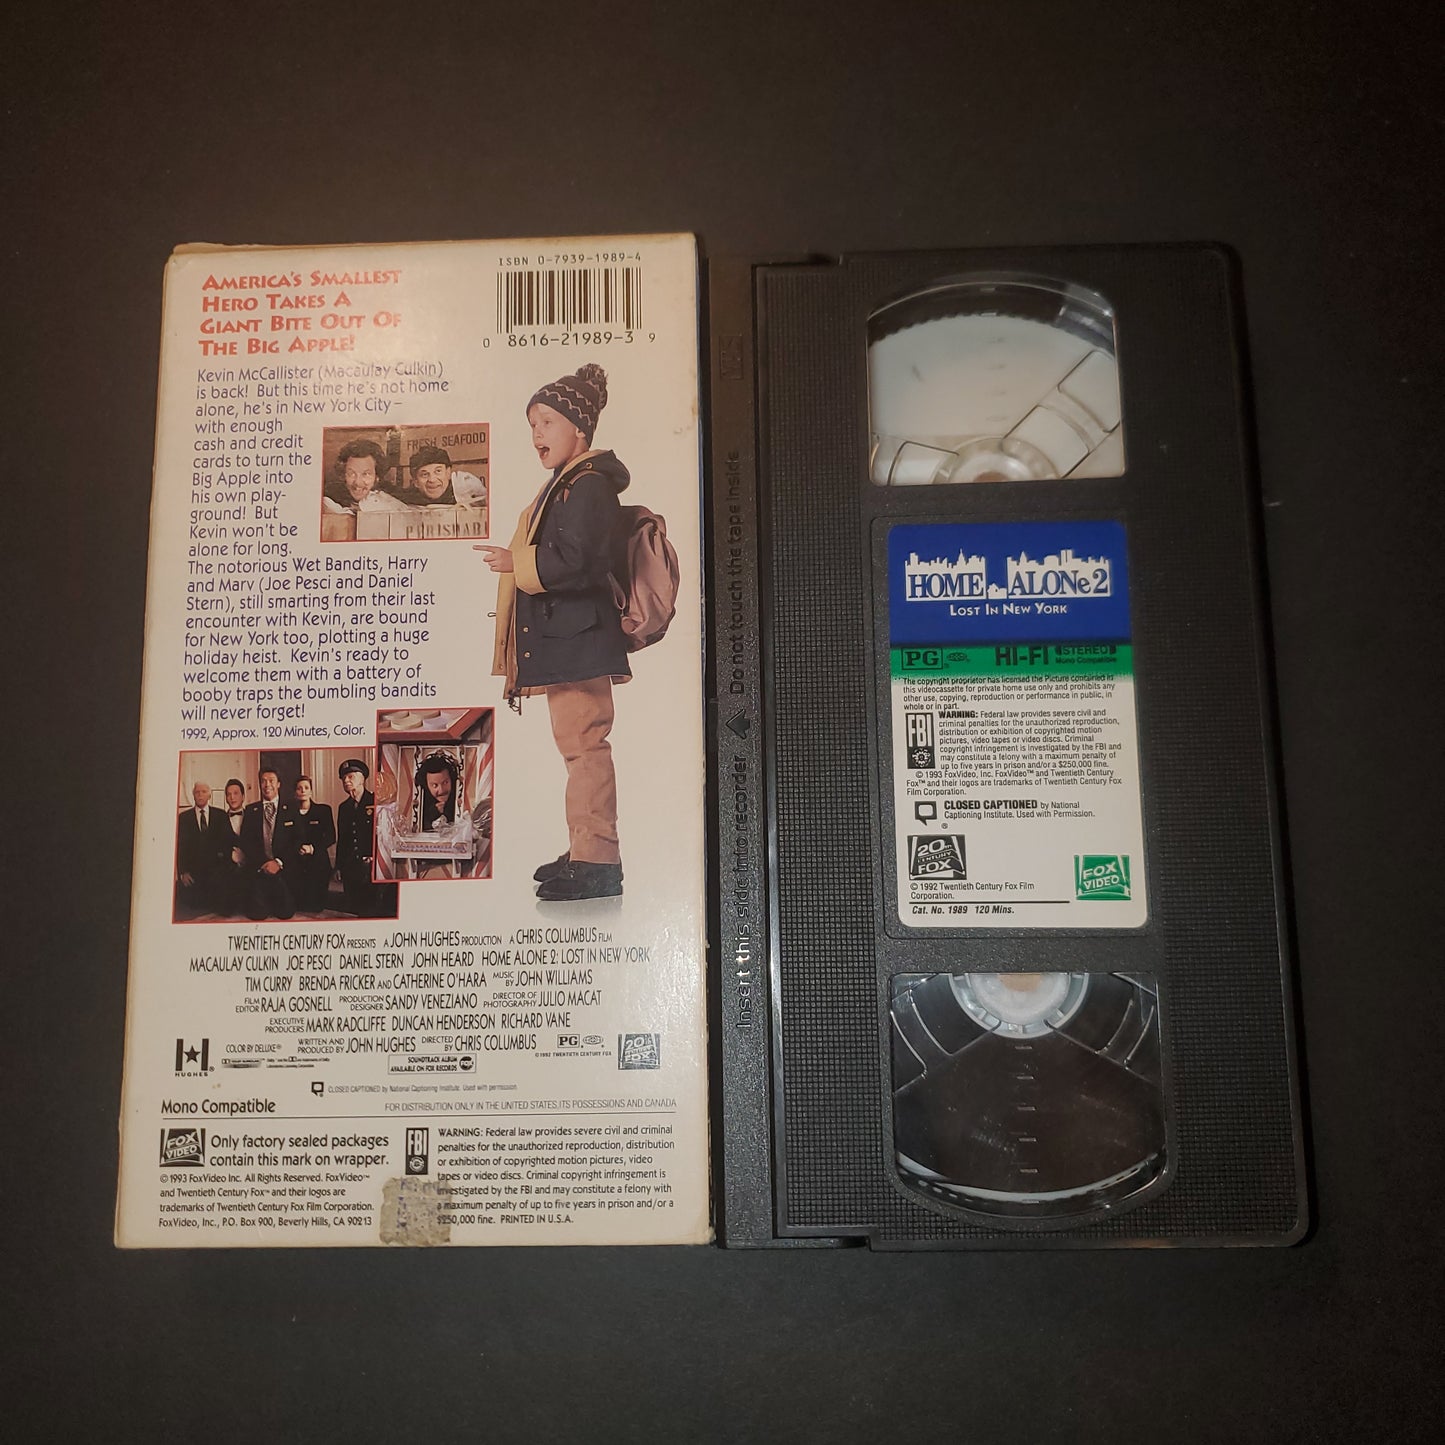 AMERICA'S SMALLEST
HERO TAKES A
GIANT BITE OUT OF
THE BIG APPLE!
ISBN 0-7939-1989-4
0 8616-21989-3 9
Kevin McCallister (Macaulay Culkin)
is back! But this time he's not home
alone, he's in New York City –
with enough
cash and credit
cards to turn the
Big Apple into
his own play-
ground! But
Kevin won't be
alone for long.
The notorious Wet Bandits, Harry
and Marv (Joe Pesci and Daniel
Stern), still smarting from their last
encounter with Kevin, are bound
for New York too, plotting a huge
holiday heist. Kevin's ready to
welcome them with a battery of
booby traps the bumbling bandits
will never forget!
1992, Approx. 120 Minutes, Color.
FRESH SEAFOOD
PERISHAB
TWENTIETH CENTURY FOX PRESENTS A JOHN HUGHES PRODUCTION A CHRIS COLUMBUS FILM
MACAULAY CULKIN JOE PESCI DANIEL STERN JOHN HEARD HOME ALONE 2: LOST IN NEW YORK
TIM CURRY BRENDA FRICKER AND CATHERINE O'HARA MUSIC BY JOHN WILLIAMS
FILM EDITOR RAJA GOSNELL PRODUCTION DESIGNER SANDY VENEZIANO DIRECTOR OF PHOTOGRAPHY JULIO MACAT
EXECUTIVE PRODUCERS MARK RADCLIFFE DUNCAN HENDERSON RICHARD VANE
HUGHES®
COLOR BY DELUXE® WRITTEN AND PRODUCED BY JOHN HUGHES DIRECTED BY CHRIS COLUMBUS PG
© 1992 TWENTIETH CENTURY FOX
20th CENTURY FOX
SOUNDTRACK ALBUM
AVAILABLE ON FOX RECORDS
CLOSED CAPTIONED by National Captioning Institute. Used with permission.
Mono Compatible
FOR DISTRIBUTION ONLY IN THE UNITED STATES, ITS POSSESSIONS AND CANADA
FOX VIDEO
Only factory sealed packages
contain this mark on wrapper.
© 1993 FoxVideo Inc. All Rights Reserved. FoxVideo™
and Twentieth Century Fox™ and their logos are
trademarks of Twentieth Century Fox Film Corporation.
FoxVideo, Inc., P.O. Box 900, Beverly Hills, CA 90213
FBI
WARNING: Federal law provides severe civil and criminal
penalties for the unauthorized reproduction, distribution
or exhibition of copyrighted motion pictures, video
tapes or video discs. Criminal copyright infringement is
investigated by the FBI and may constitute a felony with
a maximum penalty of up to five years in prison and/or a
$250,000 fine. PRINTED IN U.S.A.
VHS
Insert this side into recorder Do not touch the tape inside
HOME ALONe 2
LOST IN NEW YORK
PG HI-FI STEREO
Mono Compatible
The copyright proprietor has licensed the Picture contained in
this videocassette for private home use only and prohibits any
other use, copying, reproduction or performance in public, in
whole or in part.
FBI
WARNING: Federal law provides severe civil and
criminal penalties for the unauthorized reproduction,
distribution or exhibition of copyrighted motion
pictures, video tapes or video discs. Criminal
copyright infringement is investigated by the FBI and
may constitute a felony with a maximum penalty of
up to five years in prison and/or a $250,000 fine.
© 1993 FoxVideo, Inc. FoxVideo™ and Twentieth Century
Fox™ and their logos are trademarks of Twentieth Century Fox
Film Corporation.
CLOSED CAPTIONED by National
Captioning Institute. Used with Permission.
®
20TH CENTURY FOX
FOX VIDEO
© 1992 Twentieth Century Fox Film
Corporation.
Cat. No. 1989 120 Mins.